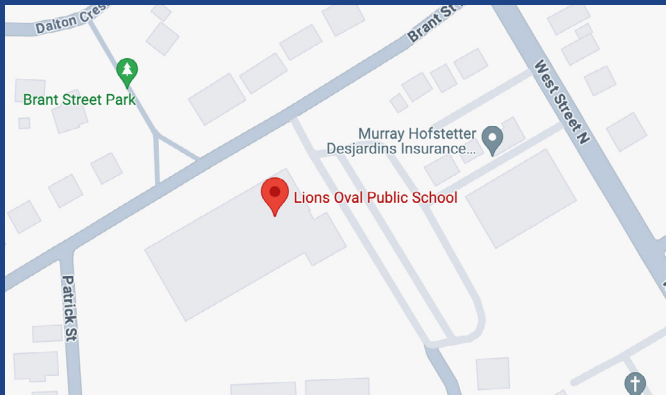 Dalton Cres
Brant St
West Street N
Brant Street Park
Murray Hofstetter
Desjardins Insurance...
Lions Oval Public School
Patrick St